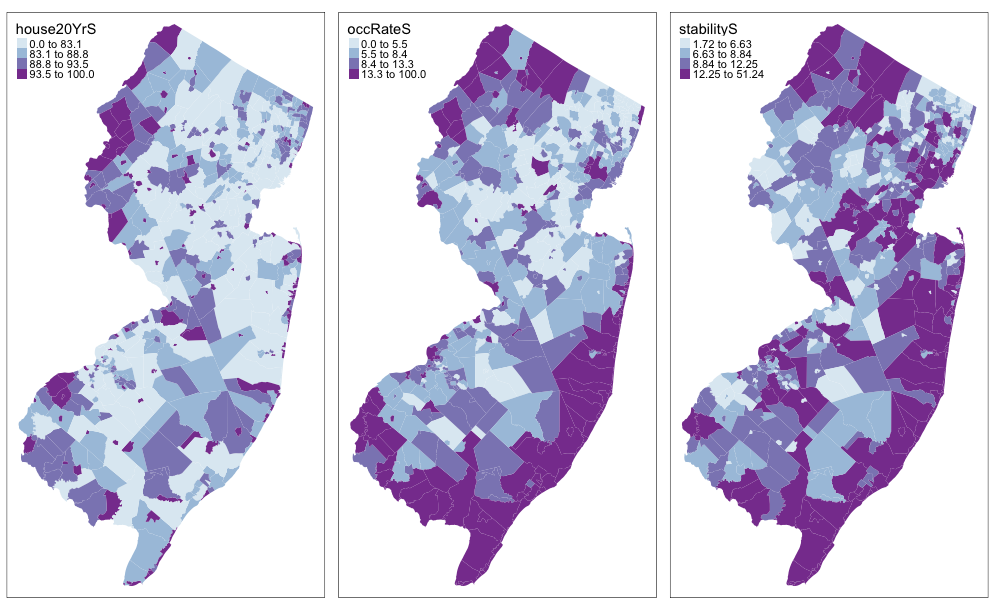 house20YrS
0.0 to 83.1
83.1 to 88.8
88.8 to 93.5
93.5 to 100.0
occRateS
0.0 to 5.5
5.5 to 8.4
8.4 to 13.3
13.3 to 100.0
stabilityS
1.72 to 6.63
6.63 to 8.84
8.84 to 12.25
12.25 to 51.24